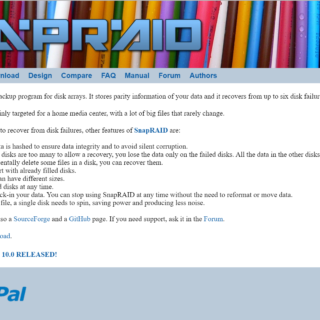 APRAID
nload Design Compare FAQ Manual Forum Authors
ackup program for disk arrays. It stores parity information of your data and it recovers from up to six disk failur
inly targeted for a home media center, with a lot of big files that rarely change.
to recover from disk failures, other features of SnapRAID are:
ta is hashed to ensure data integrity and to avoid silent corruption.
disks are too many to allow a recovery, you lose the data only on the failed disks. All the data in the other disks
entally delete some files in a disk, you can recover them.
rt with already filled disks.
an have different sizes.
d disks at any time.
ck-in your data. You can stop using SnapRAID at any time without the need to reformat or move data.
file, a single disk needs to spin, saving power and producing less noise.
so a SourceForge and a GitHub page. If you need support, ask it in the Forum.
oad.
10.0 RELEASED!
Pal